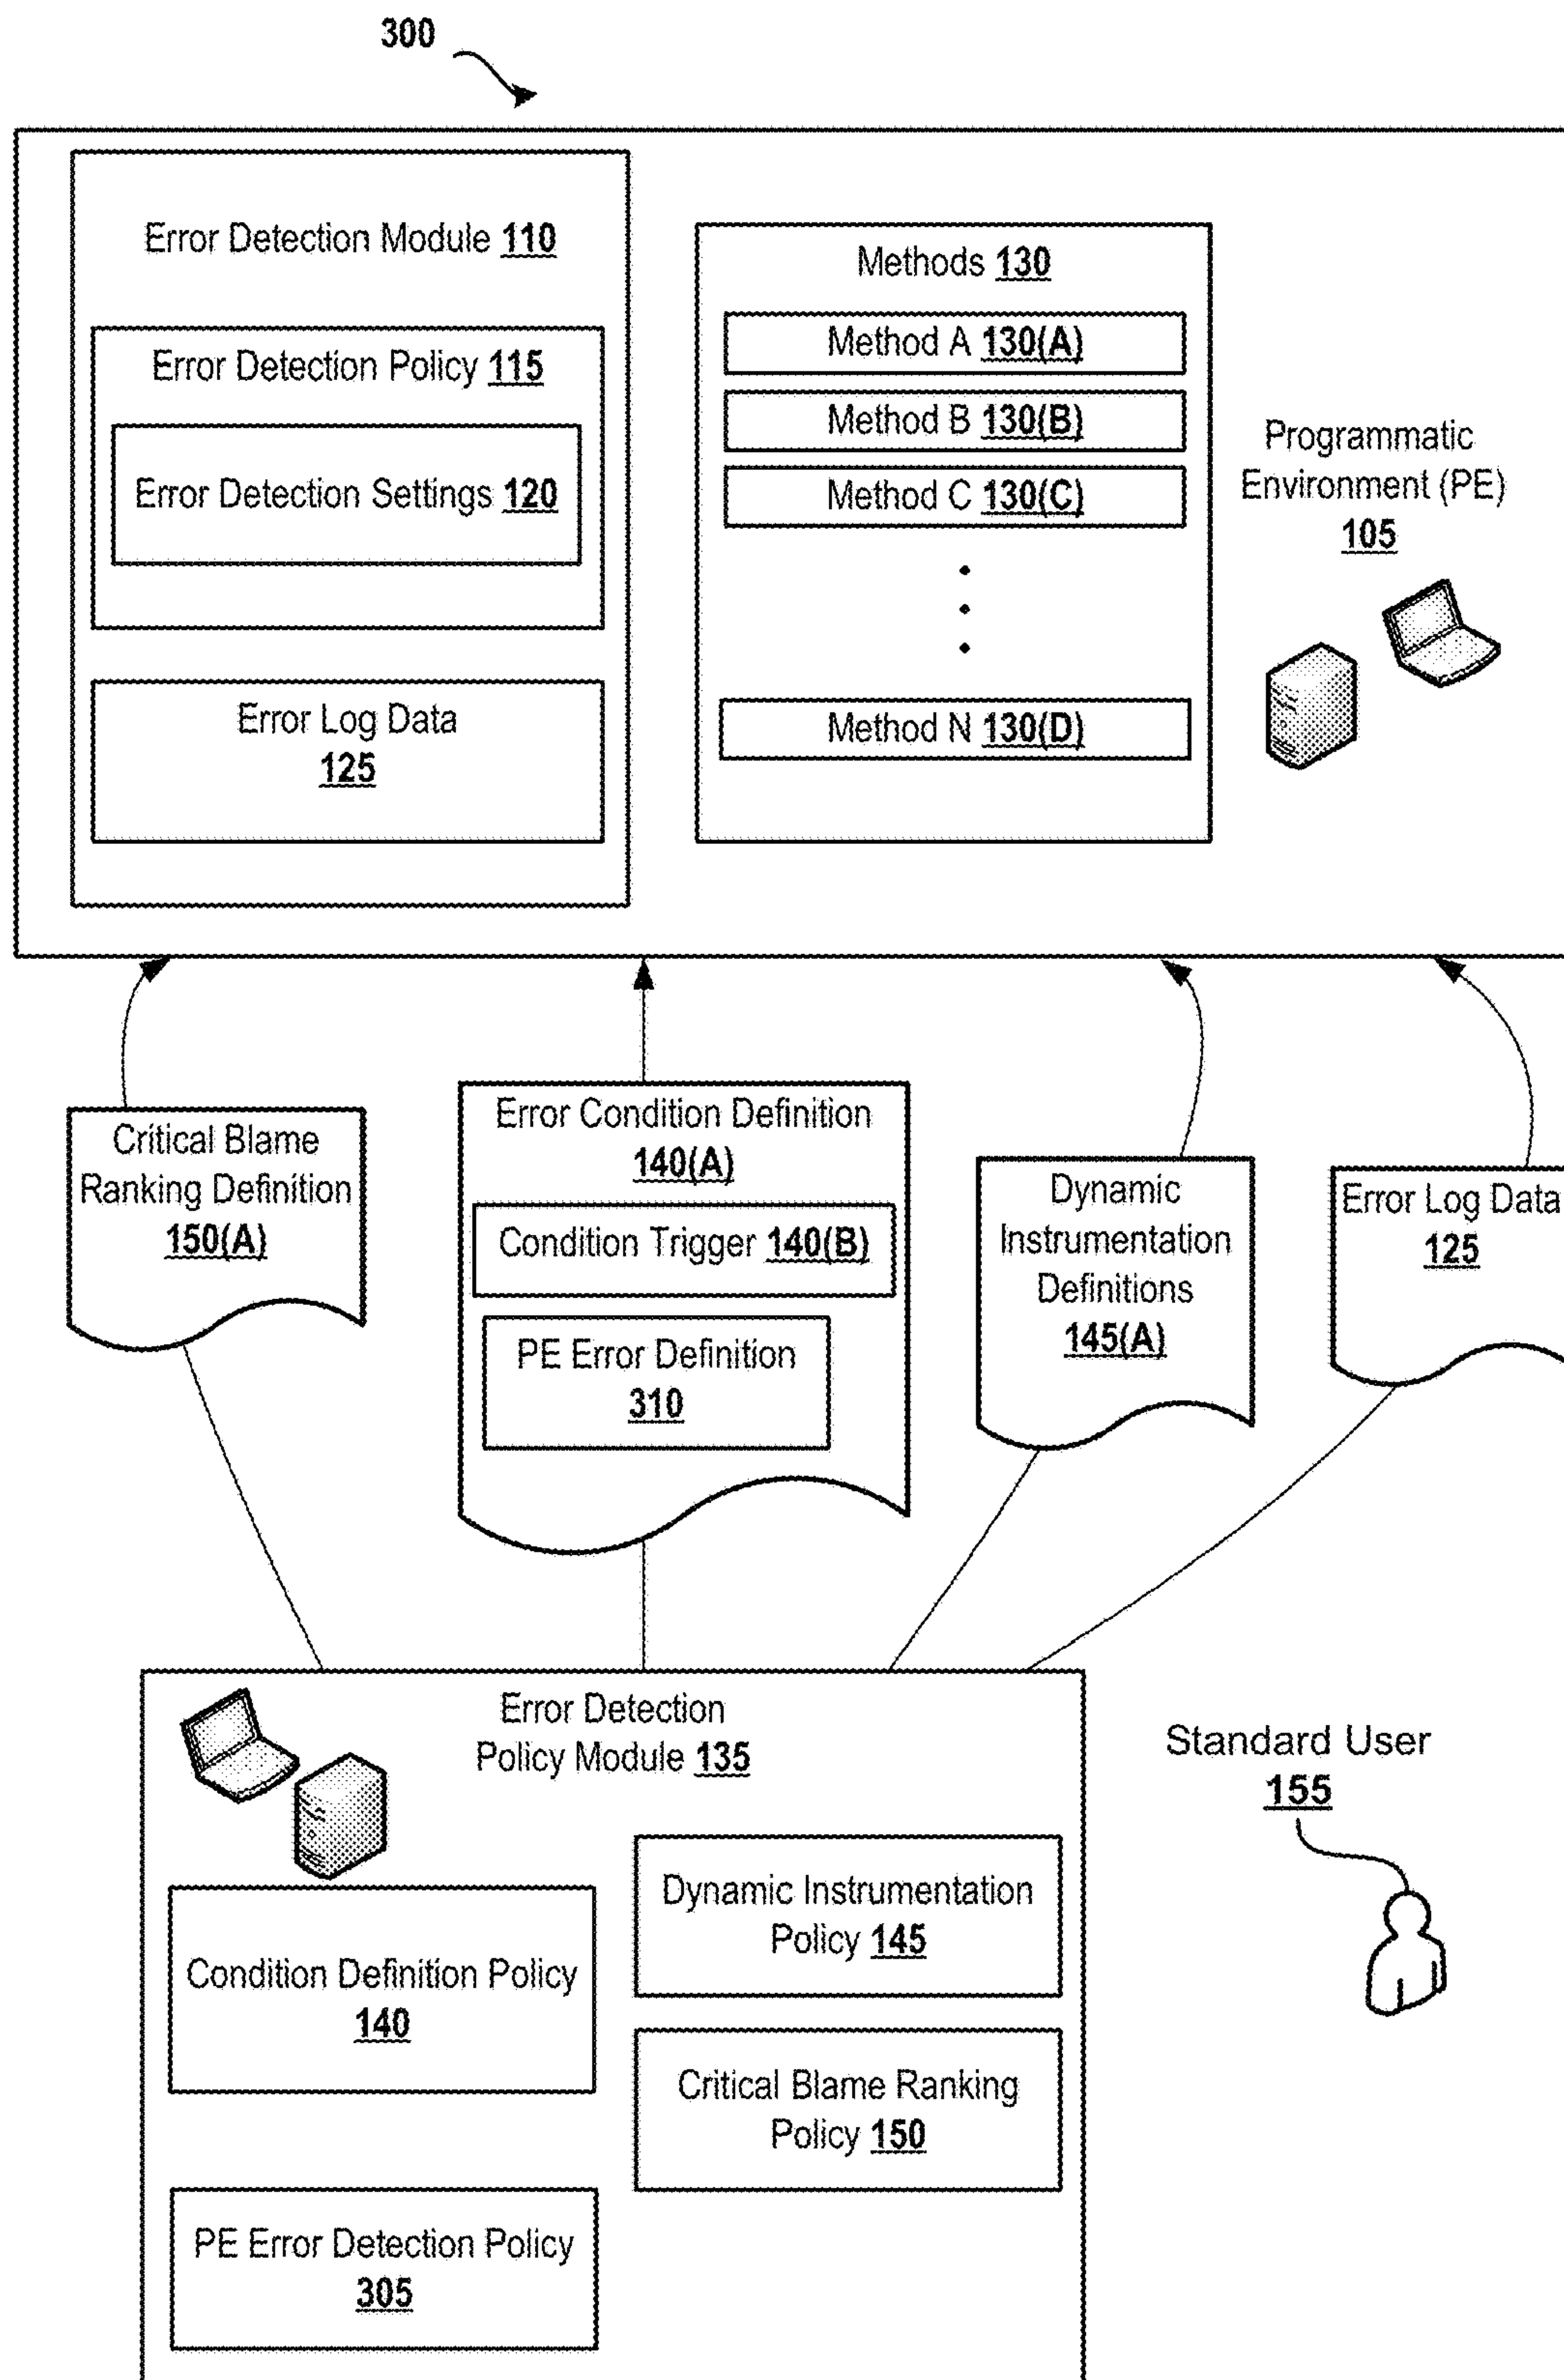 300
Error Detection Module 110
Error Detection Policy 115
Error Detection Settings 120
Error Log Data
125
Methods 130
Method A 130(A)
Method B 130(B)
Method C 130(C)
Method N 130(D)
Programmatic
Environment (PE)
105
Critical Blame
Ranking Definition
150(A)
Error Condition Definition
140(A)
Condition Trigger 140(B)
PE Error Definition
310
Dynamic
Instrumentation
Definitions
145(A)
Error Log Data
125
Error Detection
Policy Module 135
Condition Definition Policy
140
PE Error Detection Policy
305
Dynamic Instrumentation
Policy 145
Critical Blame Ranking
Policy 150
Standard User
155